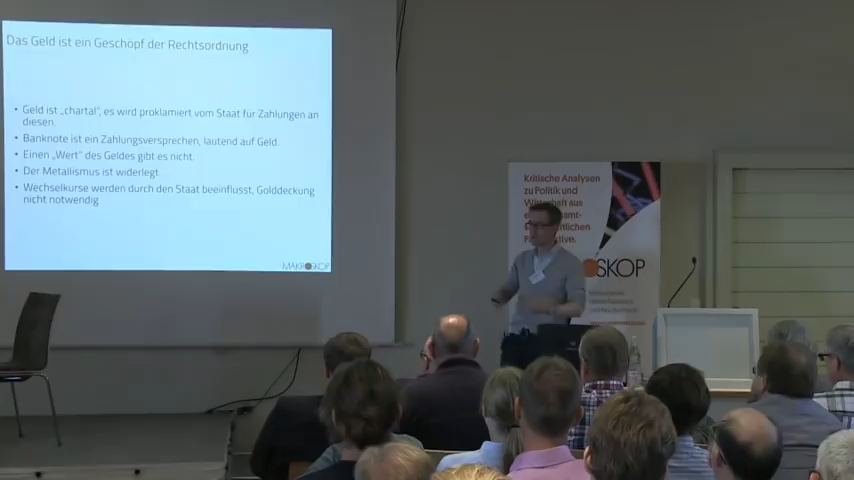 Das Geld ist ein Geschöpf der Rechtsordnung
• Geld ist „chartal", es wird proklamiert vom Staat für Zahlungen an
diesen.
• Banknote ist ein Zahlungsversprechen, lautend auf Geld.
• Einen „Wert" des Geldes gibt es nicht.
• Der Metallismus ist widerlegt.
• Wechselkurse werden durch den Staat beeinflusst, Golddeckung
nicht notwendig
MAKROSKOP
Kritische Analysen
zu Politik und
aus
SKOP